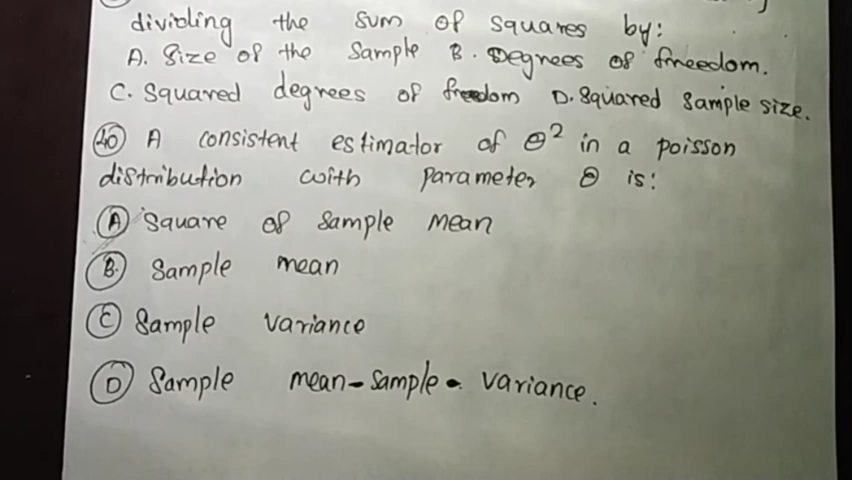 dividing the sum of squares by:
A. Size of the Sample B. Degrees of freedom.
C. Squared degrees of freedom D. Squared sample size.
40 A consistent estimator of θ² in a poisson
distribution with parameter θ is:
A Square of sample mean
B. Sample mean
C Sample variance
D Sample mean - sample - variance.